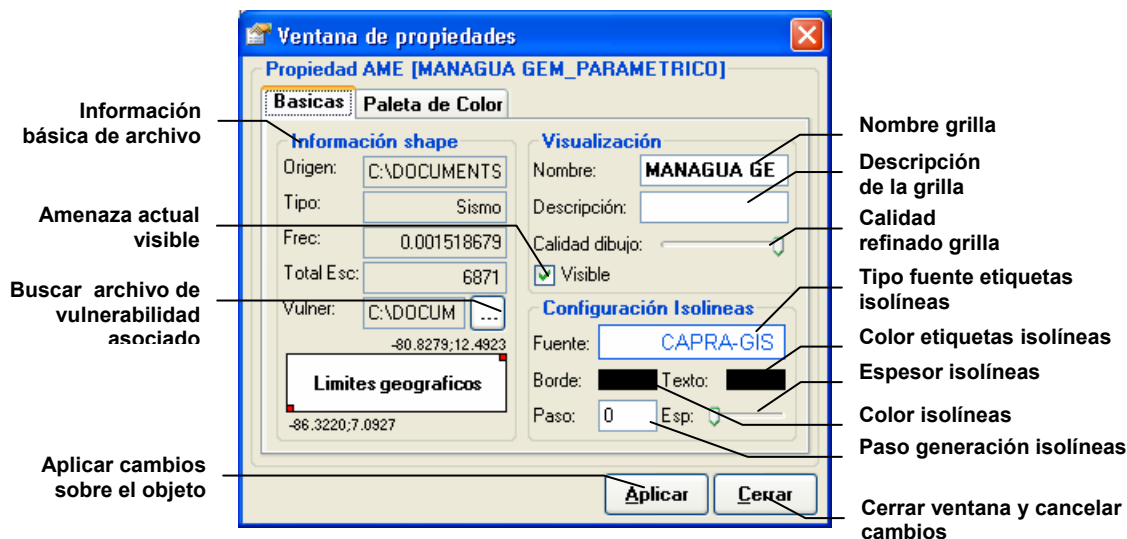 Ventana de propiedades
Propiedad AME [MANAGUA GEM_PARAMETRICO]
Basicas
Paleta de Color
Información shape
Origen: C:\DOCUMENTS
Tipo: Sismo
Frec: 0.001518679
Total Esc: 6871
Vulner: C:\DOCUM ...
-80.8279;12.4923
Limites geograficos
-86.3220;7.0927
Visualización
Nombre: MANAGUA GE
Descripción:
Calidad dibujo:
Visible
Configuración Isolineas
Fuente: CAPRA-GIS
Borde: Texto:
Paso: 0 Esp:
Aplicar
Cerrar
Información
básica de archivo
Amenaza actual
visible
Buscar archivo de
vulnerabilidad
asociado
Aplicar cambios
sobre el objeto
Nombre grilla
Descripción
de la grilla
Calidad
refinado grilla
Tipo fuente etiquetas
isolíneas
Color etiquetas isolíneas
Espesor isolíneas
Color isolíneas
Paso generación isolíneas
Cerrar ventana y cancelar
cambios